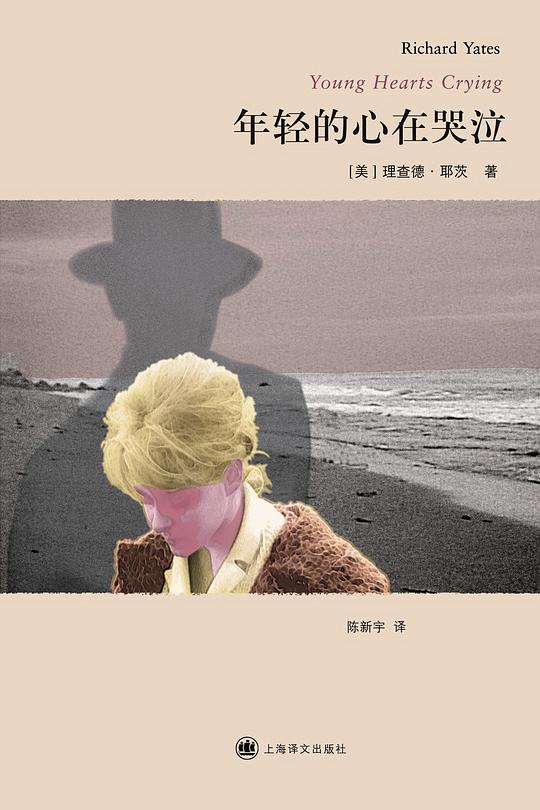 Richard Yates
Young Hearts Crying
年轻的心在哭泣
[美] 理查德·耶茨 著
陈新宇 译
上海译文出版社